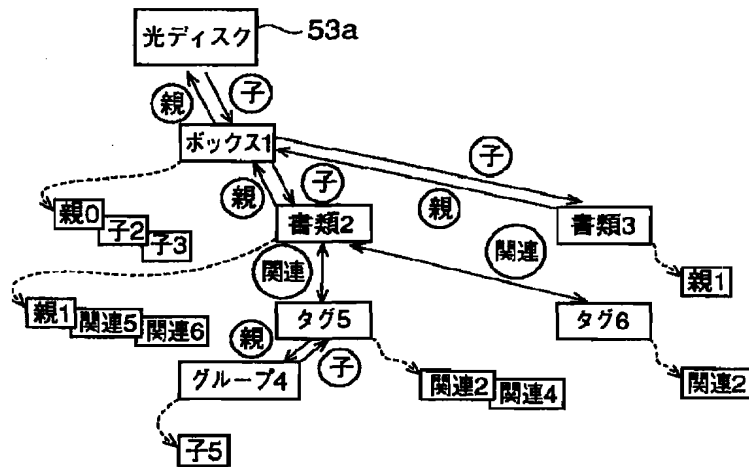 光ディスク
53a
親
子
ボックス1
子
親
子
親
親0
子2
子3
書類2
書類3
関連
関連
親1
親1
関連5
関連6
タグ5
タグ6
親
子
グループ4
関連2
関連4
関連2
子5